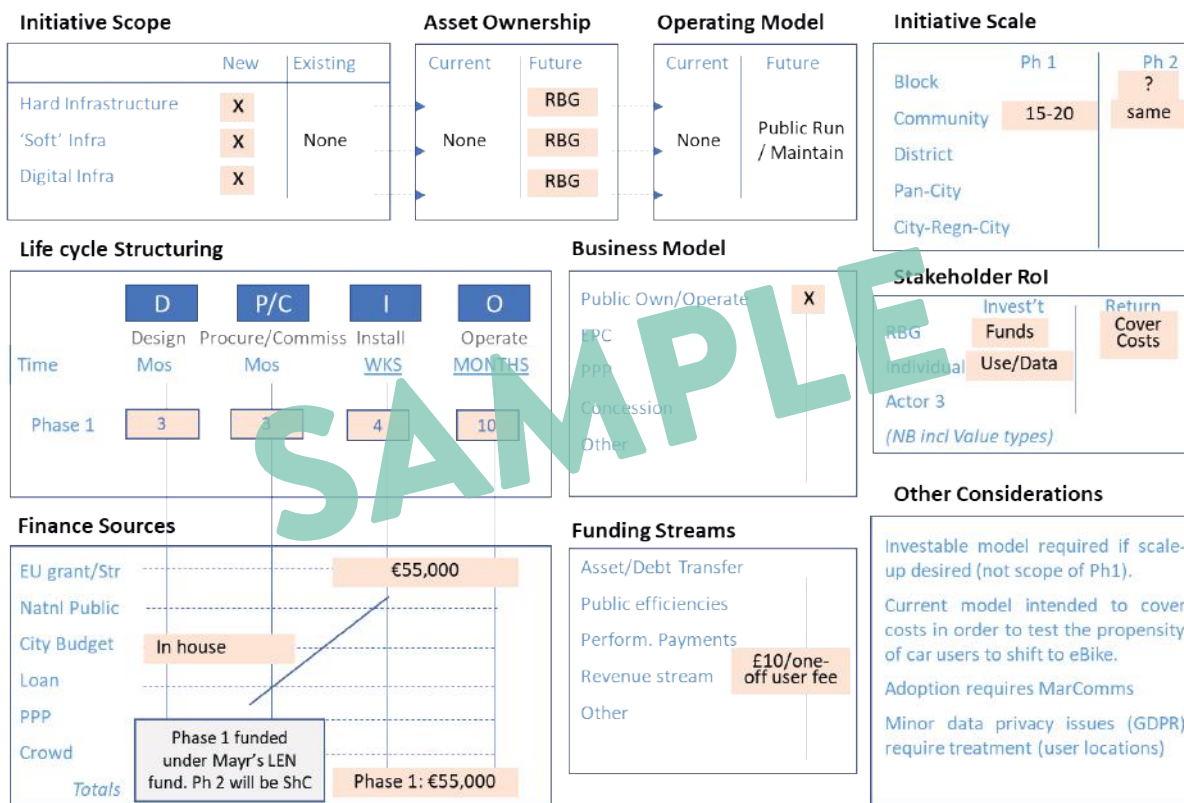 Initiative Scope
New Existing
Hard Infrastructure X
'Soft' Infra X None
Digital Infra X
Asset Ownership
Current Future
RBG
None RBG
RBG
Operating Model
Current Future
None Public Run
/ Maintain
Initiative Scale
Ph 1 Ph 2
Block ?
Community 15-20 same
District
Pan-City
City-Regn-City
Life cycle Structuring
D P/C I O
Design Procure/Commiss Install Operate
Time Mos Mos WKS MONTHS
Phase 1 3 3 4 10
Business Model
Public Own/Operate X
EPC
PPP
Concession
Other
Stakeholder RoI
Invest't Return
RBG Funds Cover
Costs
Individual Use/Data
Actor 3
(NB incl Value types)
SAMPLE
Finance Sources
EU grant/Str €55,000
Natnl Public
City Budget In house
Loan
PPP
Crowd
Phase 1 funded
under Mayr's LEN
fund. Ph 2 will be ShC
Totals Phase 1: €55,000
Funding Streams
Asset/Debt Transfer
Public efficiencies
Perform. Payments
Revenue stream £10/one-
off user fee
Other
Other Considerations
Investable model required if scale-
up desired (not scope of Ph1).
Current model intended to cover
costs in order to test the propensity
of car users to shift to eBike.
Adoption requires MarComms
Minor data privacy issues (GDPR)
require treatment (user locations)